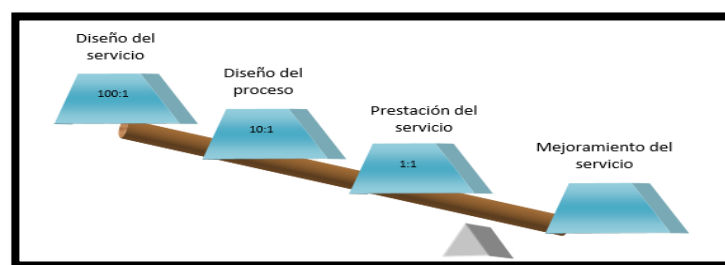 Diseño del
servicio
100:1
Diseño del
proceso
10:1
Prestación del
servicio
1:1
Mejoramiento del
servicio